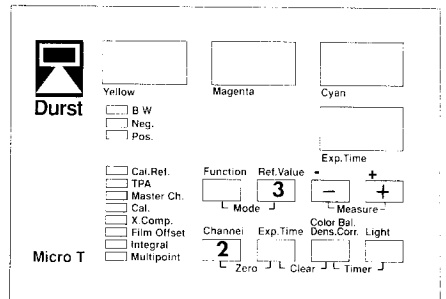 Yellow Magenta Cyan
Durst
B W
Neg.
Pos.
Exp.Time
Cal.Ref. Function Ref.Value - +
TPA
Master Ch. 3 - +
Cal.
X.Comp. Mode Measure
Film Offset Channel Exp.Time Color Bal. Dens.Corr. Light
Integral 2
Micro T Multipoint Zero Clear Timer